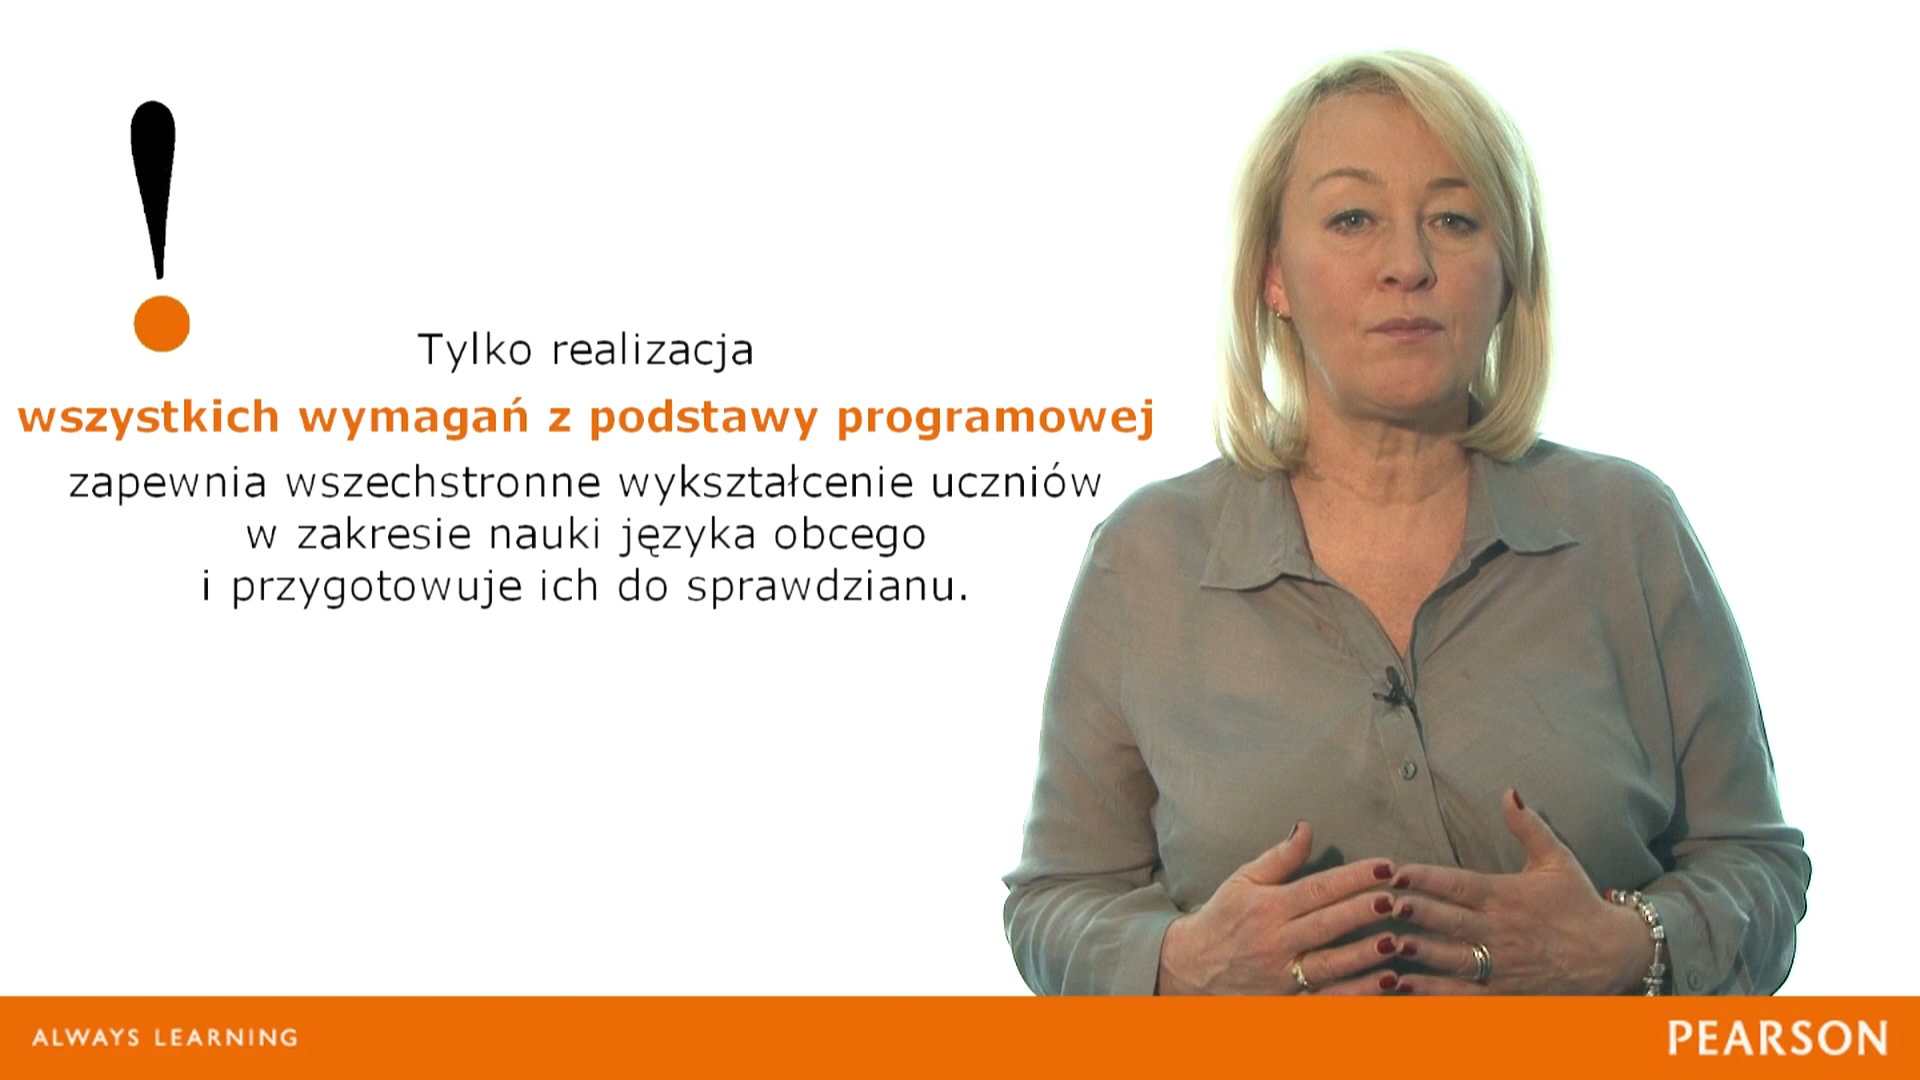 !
Tylko realizacja
wszystkich wymagań z podstawy programowej
zapewnia wszechstronne wykształcenie uczniów
w zakresie nauki języka obcego
i przygotowuje ich do sprawdzianu.
ALWAYS LEARNING
PEARSON